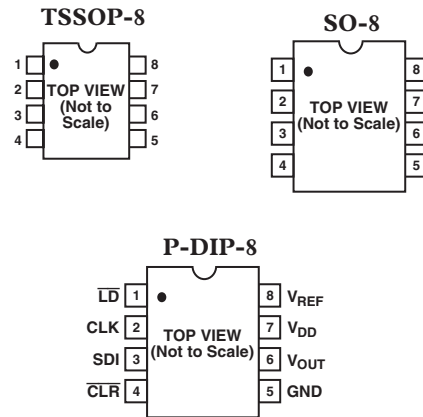 TSSOP-8
1 8
2 7
3 6
4 5
TOP VIEW
(Not to
Scale)
SO-8
1 8
2 7
3 6
4 5
TOP VIEW
(Not to Scale)
P-DIP-8
L̅D̅ 1 8 VREF
CLK 2 7 VDD
SDI 3 6 VOUT
C̅L̅R̅ 4 5 GND
TOP VIEW
(Not to Scale)